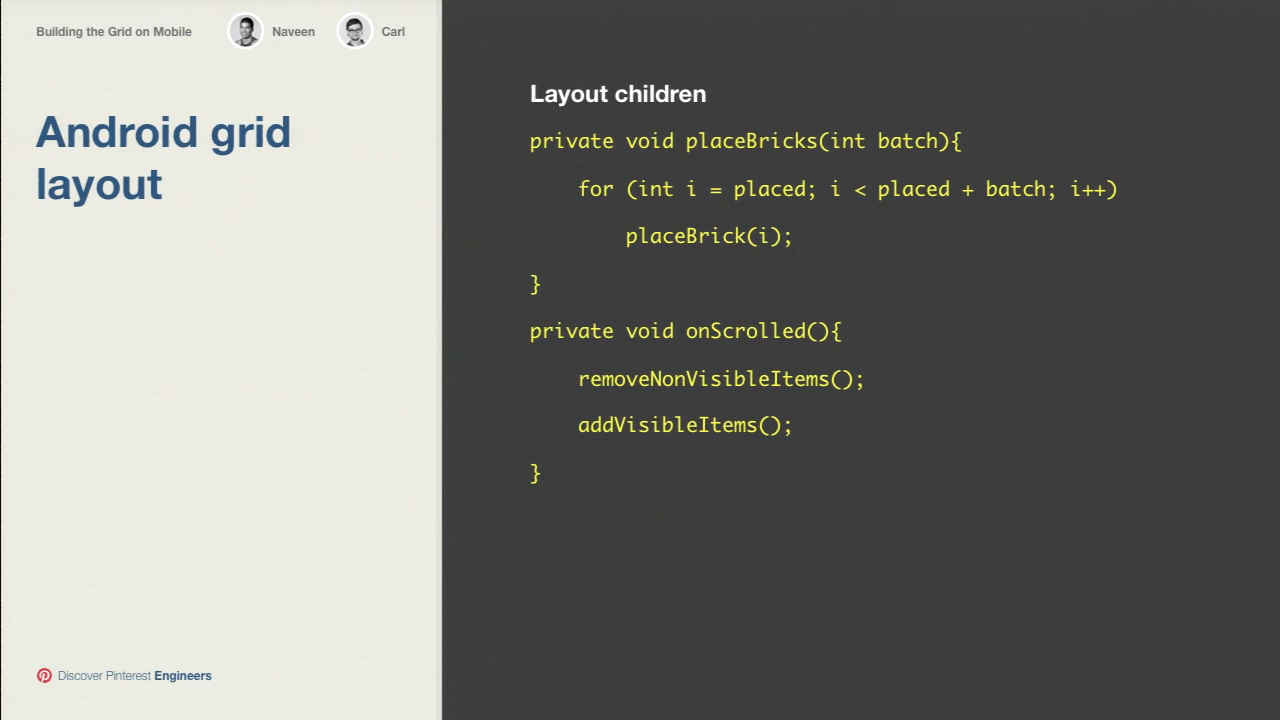 Building the Grid on Mobile Naveen Carl
Android grid
layout
Layout children
private void placeBricks(int batch){
for (int i = placed; i < placed + batch; i++)
placeBrick(i);
}
private void onScrolled(){
removeNonVisibleItems();
addVisibleItems();
}
Discover Pinterest Engineers